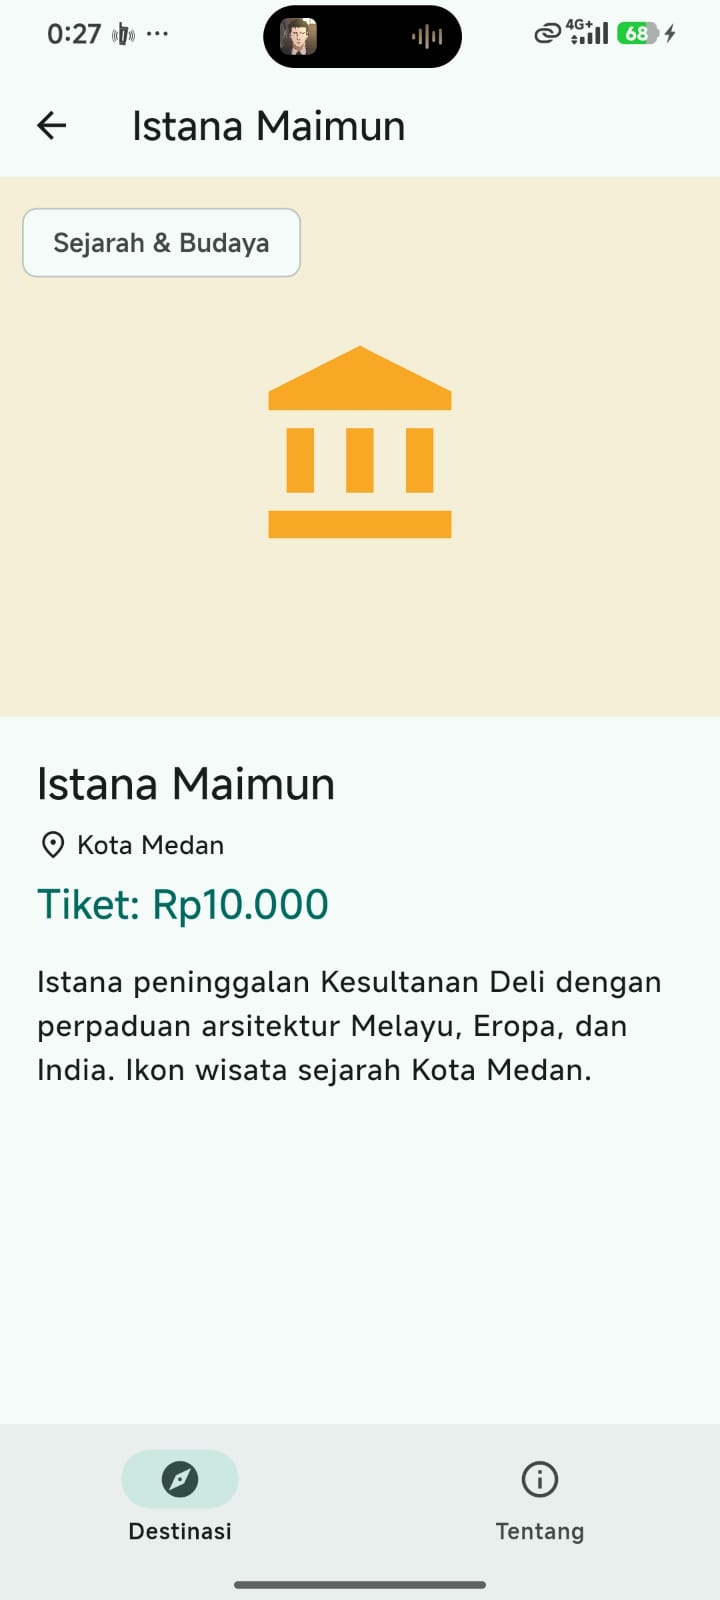 0:27
4G+
68
Istana Maimun
Sejarah & Budaya
Istana Maimun
Kota Medan
Tiket: Rp10.000
Istana peninggalan Kesultanan Deli dengan
perpaduan arsitektur Melayu, Eropa, dan
India. Ikon wisata sejarah Kota Medan.
Destinasi
Tentang